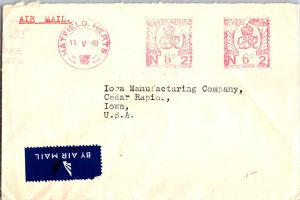 AIR MAIL.
HATFIELD. HERTS
11 V 48
N 6D 2
N 6D 2
Iowa Manufacturing Company,
Cedar Rapids,
Iowa,
U.S.A.
BY AIR MAIL